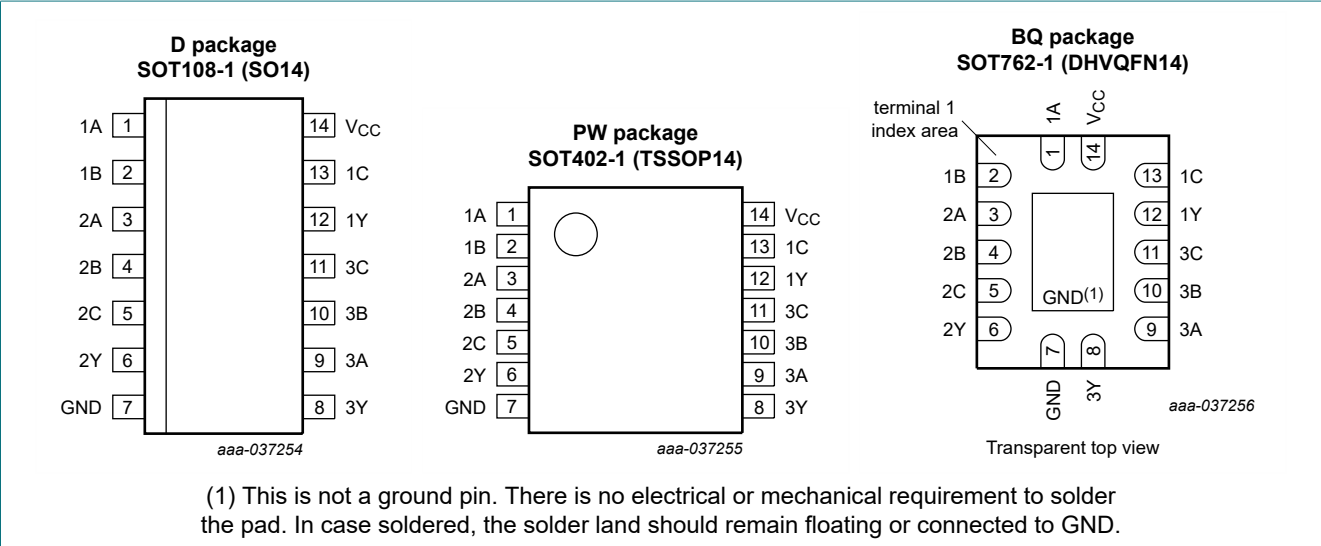 D package
SOT108-1 (SO14)
1A 1 14 VCC
1B 2 13 1C
2A 3 12 1Y
2B 4 11 3C
2C 5 10 3B
2Y 6 9 3A
GND 7 8 3Y
aaa-037254
PW package
SOT402-1 (TSSOP14)
1A 1 14 VCC
1B 2 13 1C
2A 3 12 1Y
2B 4 11 3C
2C 5 10 3B
2Y 6 9 3A
GND 7 8 3Y
aaa-037255
BQ package
SOT762-1 (DHVQFN14)
terminal 1
index area
1A VCC
1 14
1B 2 13 1C
2A 3 12 1Y
2B 4 11 3C
2C 5 10 3B
GND(1)
2Y 6 9 3A
7 8
GND 3Y
aaa-037256
Transparent top view
(1) This is not a ground pin. There is no electrical or mechanical requirement to solder
the pad. In case soldered, the solder land should remain floating or connected to GND.